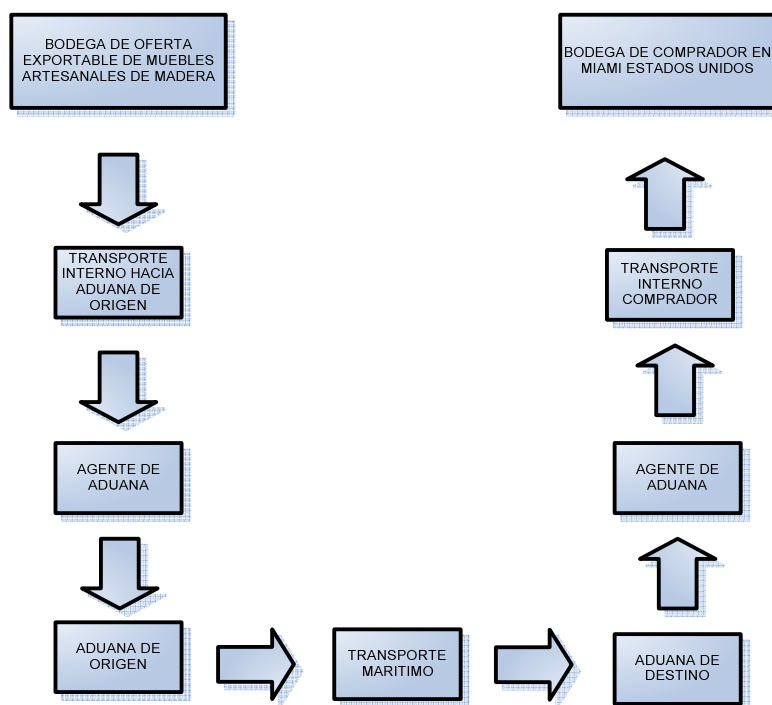 BODEGA DE OFERTA
EXPORTABLE DE MUEBLES
ARTESANALES DE MADERA
TRANSPORTE
INTERNO HACIA
ADUANA DE
ORIGEN
AGENTE DE
ADUANA
ADUANA DE
ORIGEN
TRANSPORTE
MARITIMO
ADUANA DE
DESTINO
AGENTE DE
ADUANA
TRANSPORTE
INTERNO
COMPRADOR
BODEGA DE COMPRADOR EN
MIAMI ESTADOS UNIDOS